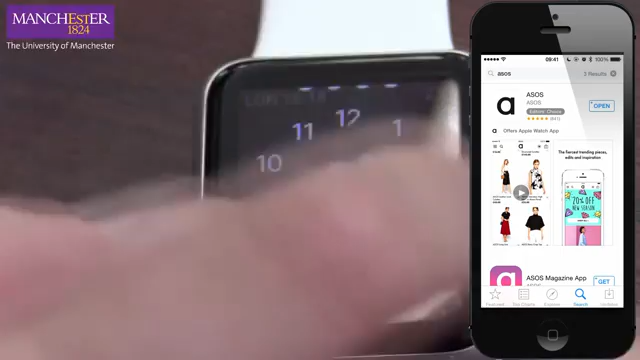 MANCHESTER
1824
The University of Manchester
12
11
1
10
09:41
100%
asos
3 Results
ASOS
ASOS
Editors' Choice
OPEN
Offers Apple Watch App
The fiercest trending pieces,
edits and inspiration
20% OFF
NEW SEASON
ASOS Magazine App
GET
Featured
Top Charts
Explore
Search
Updates